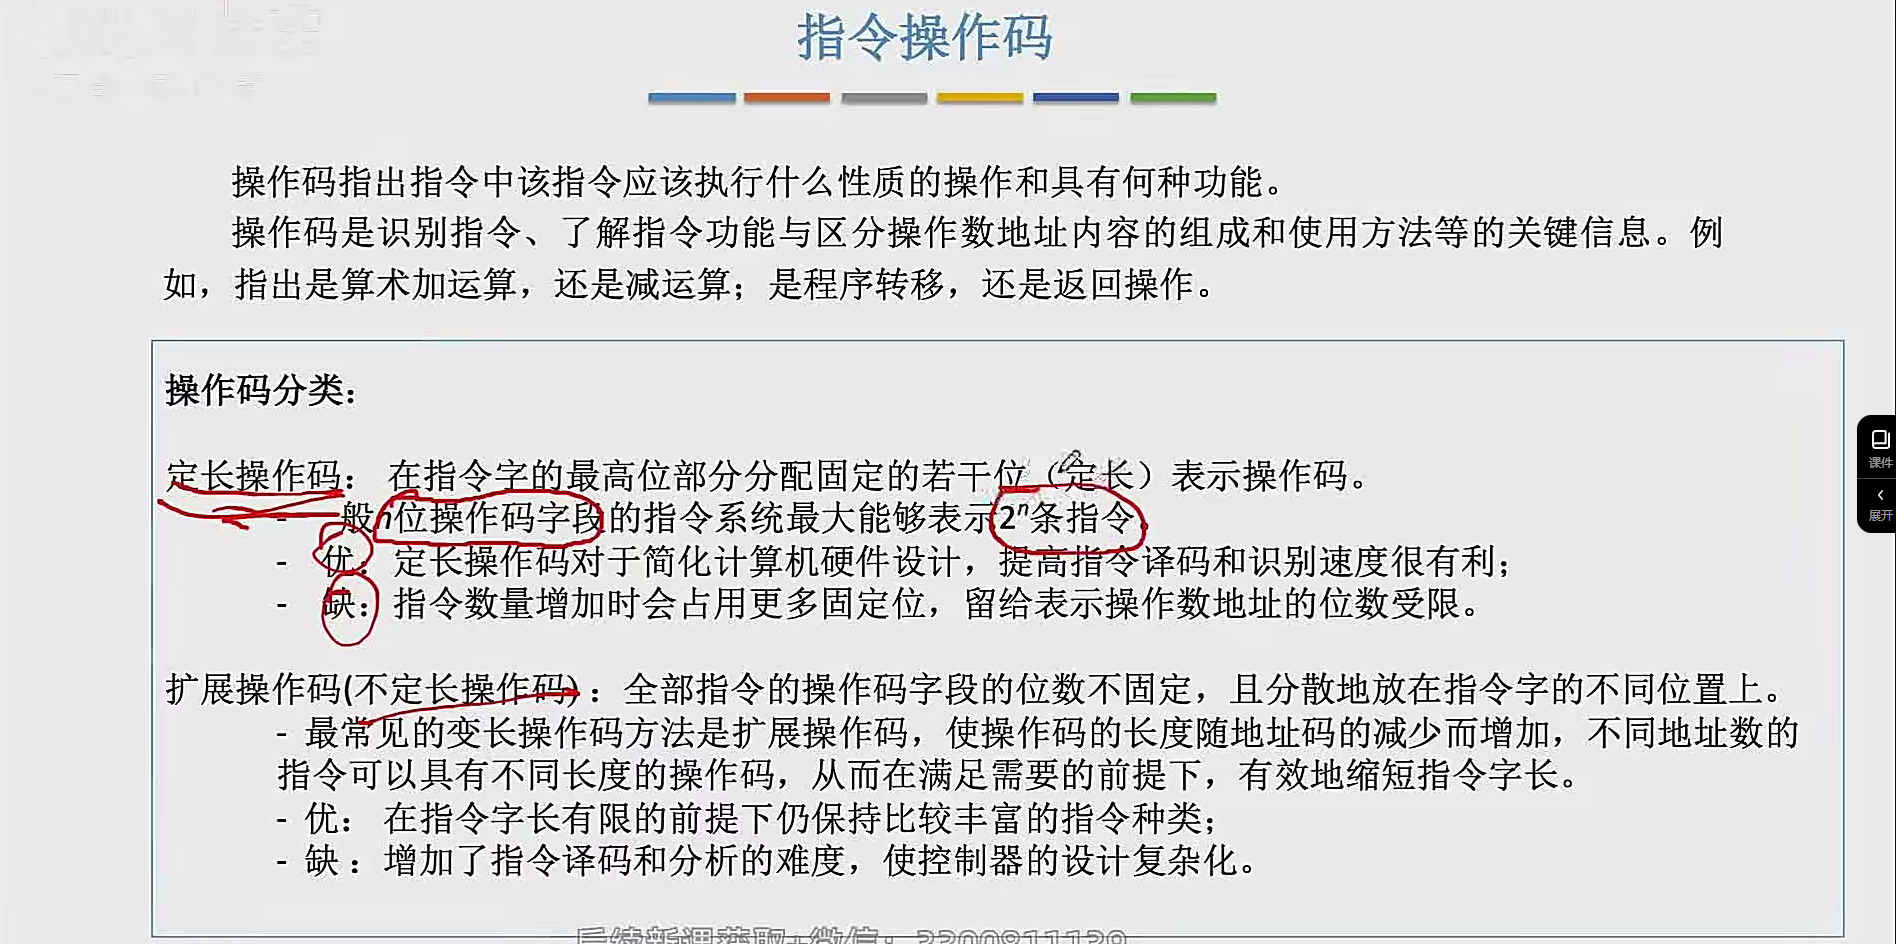 指令操作码
操作码指出指令中该指令应该执行什么性质的操作和具有何种功能。
操作码是识别指令、了解指令功能与区分操作数地址内容的组成和使用方法等的关键信息。例
如，指出是算术加运算，还是减运算；是程序转移，还是返回操作。
操作码分类：
定长操作码： 在指令字的最高位部分分配固定的若干位（定长）表示操作码。
- 一般n位操作码字段的指令系统最大能够表示2ⁿ条指令
- 优：定长操作码对于简化计算机硬件设计，提高指令译码和识别速度很有利；
- 缺：指令数量增加时会占用更多固定位，留给表示操作数地址的位数受限。
扩展操作码(不定长操作码)：全部指令的操作码字段的位数不固定，且分散地放在指令字的不同位置上。
- 最常见的变长操作码方法是扩展操作码，使操作码的长度随地址码的减少而增加，不同地址数的
指令可以具有不同长度的操作码，从而在满足需要的前提下，有效地缩短指令字长。
- 优： 在指令字长有限的前提下仍保持比较丰富的指令种类；
- 缺：增加了指令译码和分析的难度，使控制器的设计复杂化。
课件
展开